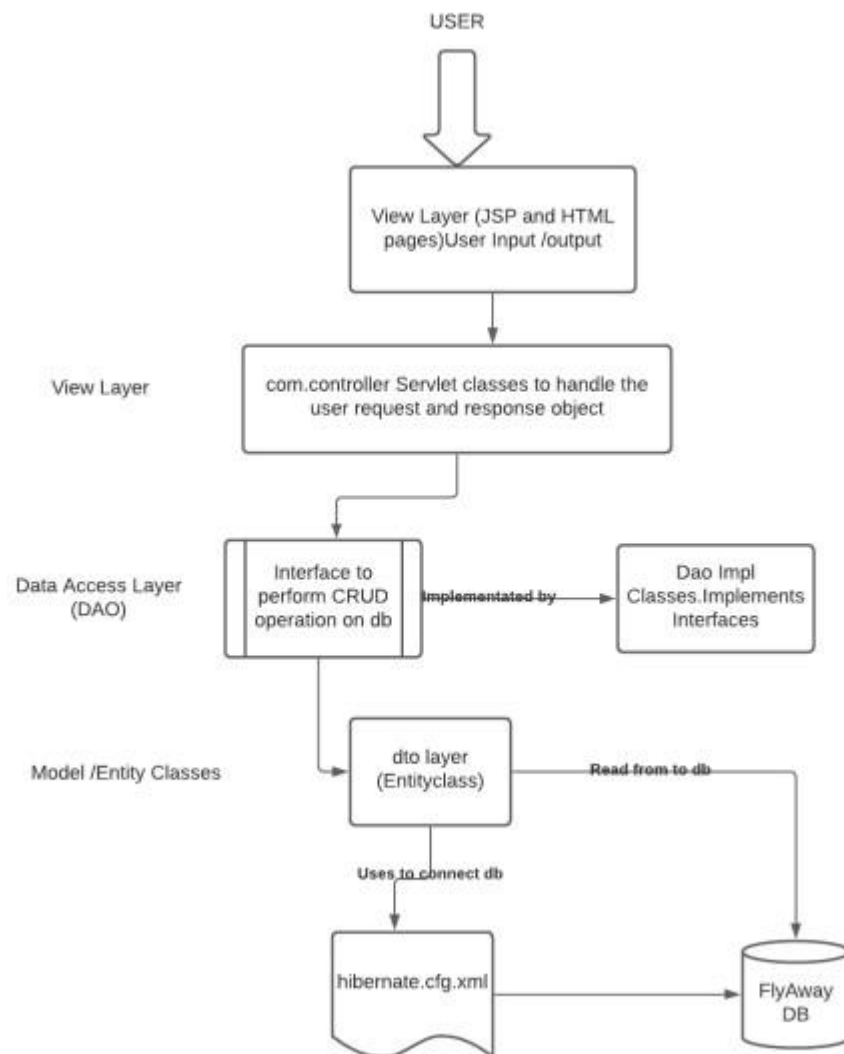 USER
View Layer (JSP and HTML
pages)User Input /output
View Layer
com.controller Servlet classes to handle the
user request and response object
Data Access Layer
(DAO)
Interface to
perform CRUD
operation on db
Implementated by
Dao Impl
Classes.Implements
Interfaces
Model /Entity Classes
dto layer
(Entityclass)
Read from to db
Uses to connect db
hibernate.cfg.xml
FlyAway
DB